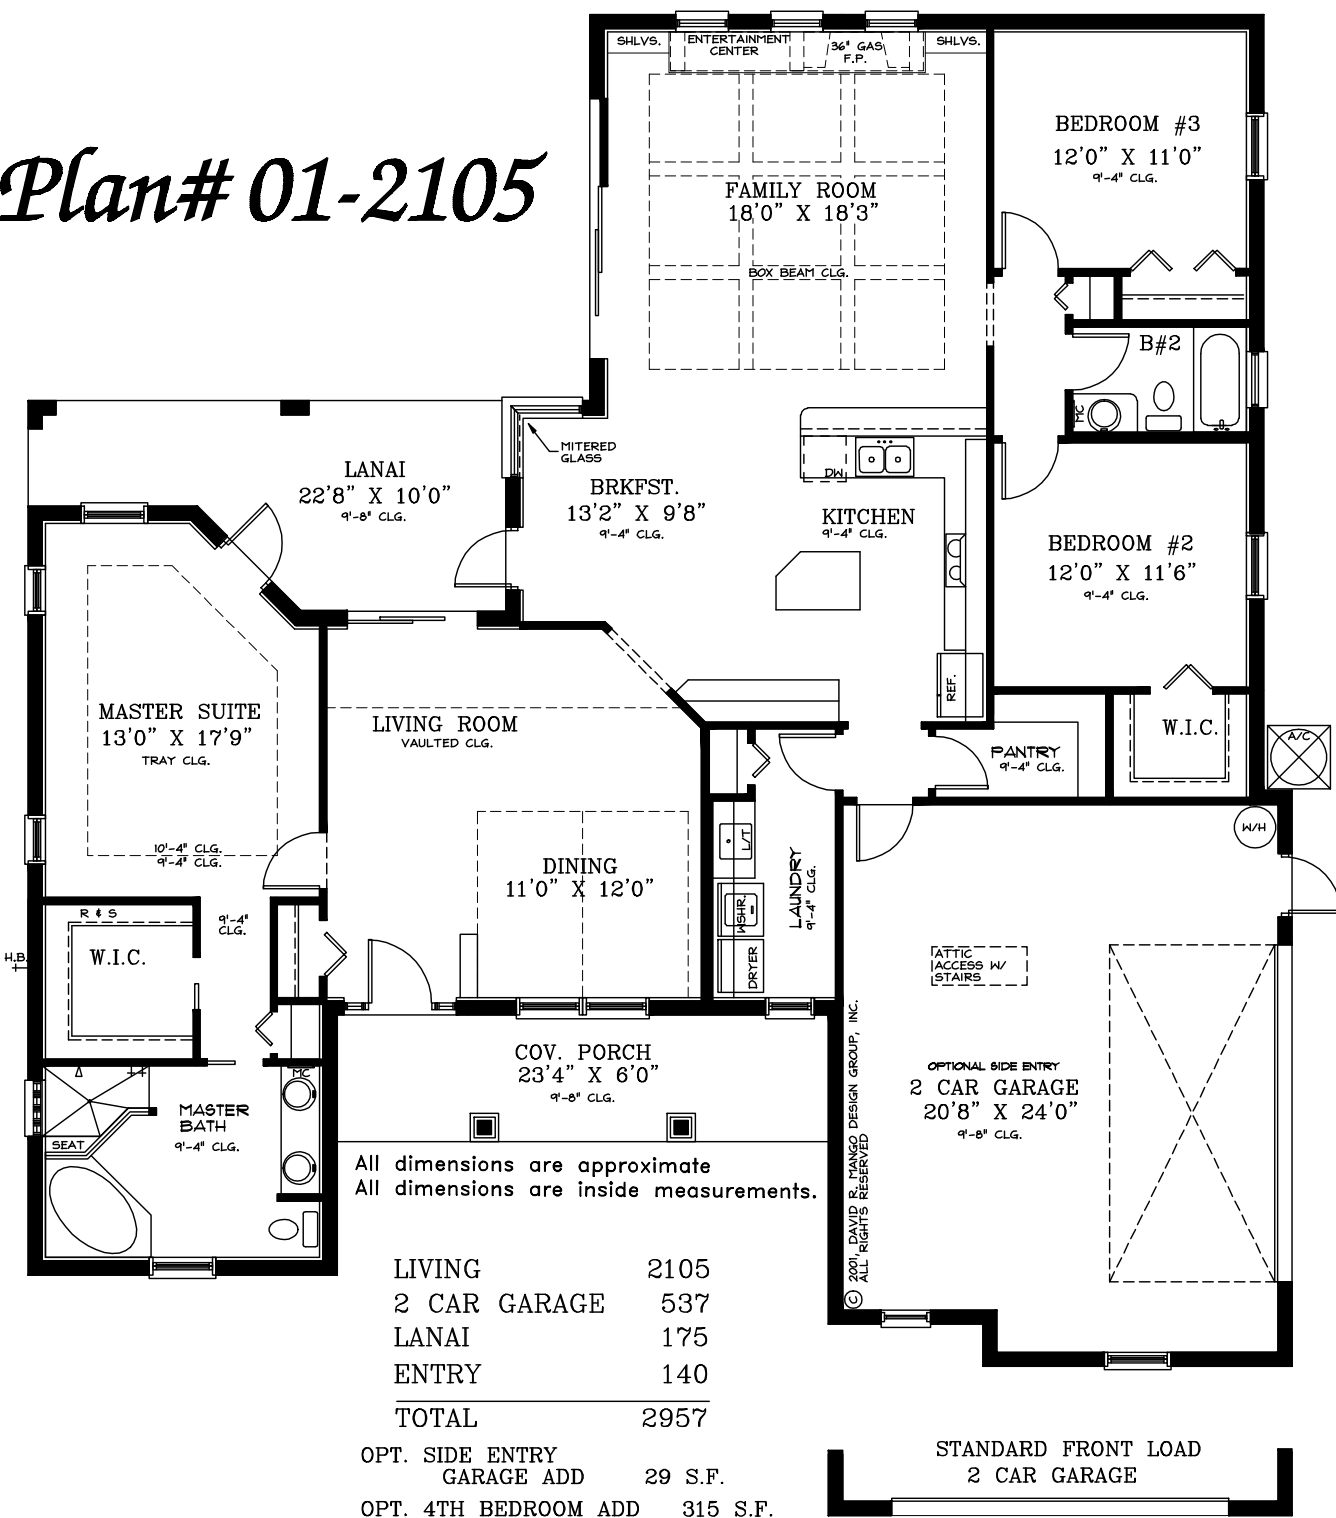 Plan# 01-2105
SHLVS.
ENTERTAINMENT
CENTER
36" GAS
F.P.
SHLVS.
FAMILY ROOM
18'0" X 18'3"
BOX BEAM CLG.
BEDROOM #3
12'0" X 11'0"
9'-4" CLG.
B#2
MC
MITERED
GLASS
LANAI
22'8" X 10'0"
9'-8" CLG.
BRKFST.
13'2" X 9'8"
9'-4" CLG.
DW
KITCHEN
9'-4" CLG.
REF.
BEDROOM #2
12'0" X 11'6"
9'-4" CLG.
W.I.C.
A/C
PANTRY
9'-4" CLG.
MASTER SUITE
13'0" X 17'9"
TRAY CLG.
10'-4" CLG.
9'-4" CLG.
LIVING ROOM
VAULTED CLG.
DINING
11'0" X 12'0"
L/T
WSHR.
DRYER
LAUNDRY
9'-4" CLG.
W/H
R & S
W.I.C.
9'-4"
CLG.
H.B.
ATTIC
ACCESS W/
STAIRS
OPTIONAL SIDE ENTRY
2 CAR GARAGE
20'8" X 24'0"
9'-8" CLG.
COV. PORCH
23'4" X 6'0"
9'-8" CLG.
MC
MASTER
BATH
9'-4" CLG.
SEAT
© 2001, DAVID R. MANGO DESIGN GROUP, INC.
ALL RIGHTS RESERVED
All dimensions are approximate
All dimensions are inside measurements.
LIVING 2105
2 CAR GARAGE 537
LANAI 175
ENTRY 140
TOTAL 2957
OPT. SIDE ENTRY
GARAGE ADD 29 S.F.
OPT. 4TH BEDROOM ADD 315 S.F.
STANDARD FRONT LOAD
2 CAR GARAGE